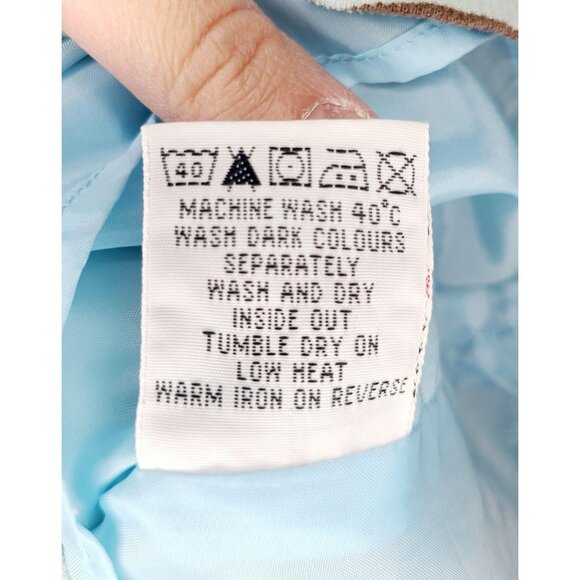 40
MACHINE WASH 40°C
WASH DARK COLOURS
SEPARATELY
WASH AND DRY
INSIDE OUT
TUMBLE DRY ON
LOW HEAT
WARM IRON ON REVERSE